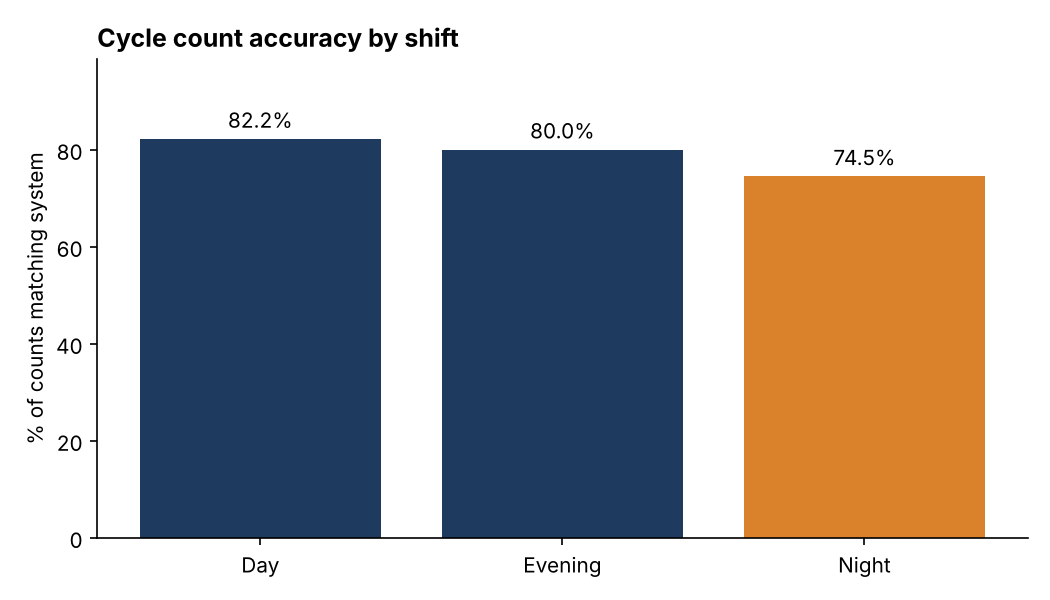 Cycle count accuracy by shift
% of counts matching system
80
60
40
20
0
82.2%
80.0%
74.5%
Day
Evening
Night